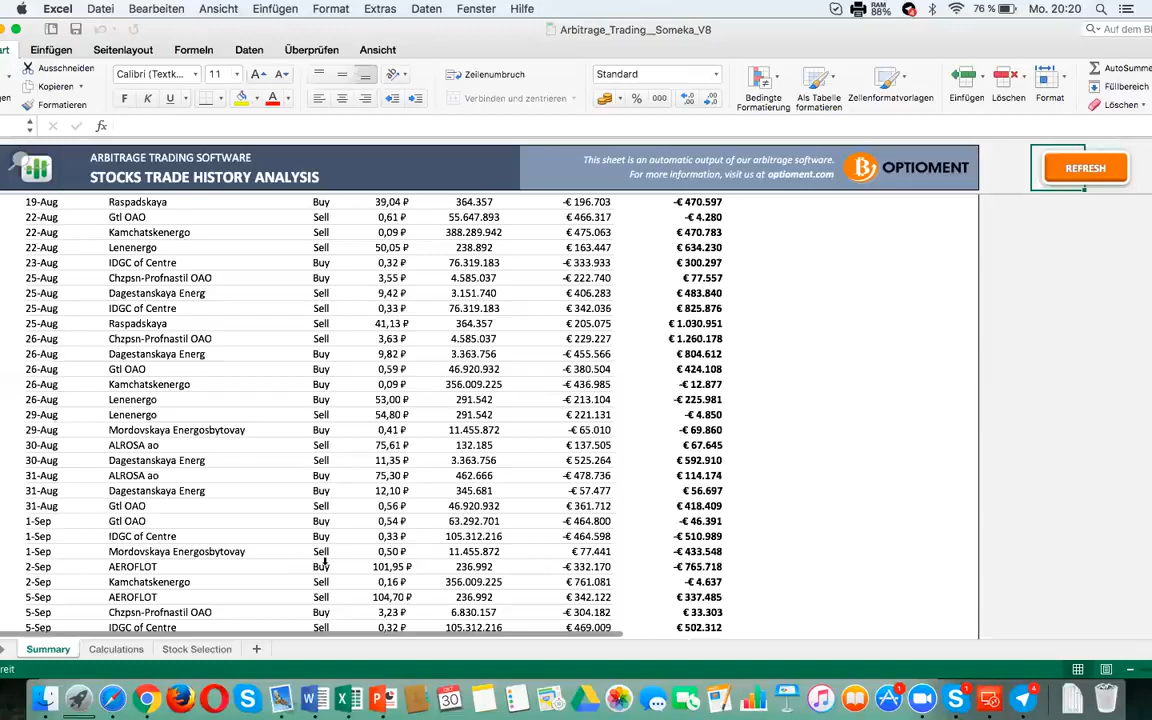 Excel Datei Bearbeiten Ansicht Einfügen Format Extras Daten Fenster Hilfe RAM 88% 76 % Mo. 20:20
Arbitrage_Trading__Someka_V8 Auf dem Bl
rt Einfügen Seitenlayout Formeln Daten Überprüfen Ansicht
Ausschneiden Calibri (Textk... 11 A A Zeilenumbruch Standard AutoSumme
Kopieren Bedingte Formatierung Als Tabelle formatieren Zellenformatvorlagen Einfügen Löschen Format Füllbereich
Formatieren F K U A Verbinden und zentrieren % 000 Löschen
fx
ARBITRAGE TRADING SOFTWARE
STOCKS TRADE HISTORY ANALYSIS
This sheet is an automatic output of our arbitrage software.
For more information, visit us at optioment.com
OPTIOMENT
REFRESH
19-Aug Raspadskaya Buy 39,04 ₽ 364.357 -€ 196.703 -€ 470.597
22-Aug Gtl OAO Sell 0,61 ₽ 55.647.893 € 466.317 -€ 4.280
22-Aug Kamchatskenergo Sell 0,09 ₽ 388.289.942 € 475.063 € 470.783
22-Aug Lenenergo Sell 50,05 ₽ 238.892 € 163.447 € 634.230
23-Aug IDGC of Centre Buy 0,32 ₽ 76.319.183 -€ 333.933 € 300.297
25-Aug Chzpsn-Profnastil OAO Buy 3,55 ₽ 4.585.037 -€ 222.740 € 77.557
25-Aug Dagestanskaya Energ Sell 9,42 ₽ 3.151.740 € 406.283 € 483.840
25-Aug IDGC of Centre Sell 0,33 ₽ 76.319.183 € 342.036 € 825.876
25-Aug Raspadskaya Sell 41,13 ₽ 364.357 € 205.075 € 1.030.951
26-Aug Chzpsn-Profnastil OAO Sell 3,63 ₽ 4.585.037 € 229.227 € 1.260.178
26-Aug Dagestanskaya Energ Buy 9,82 ₽ 3.363.756 -€ 455.566 € 804.612
26-Aug Gtl OAO Buy 0,59 ₽ 46.920.932 -€ 380.504 € 424.108
26-Aug Kamchatskenergo Buy 0,09 ₽ 356.009.225 -€ 436.985 -€ 12.877
26-Aug Lenenergo Buy 53,00 ₽ 291.542 -€ 213.104 -€ 225.981
29-Aug Lenenergo Sell 54,80 ₽ 291.542 € 221.131 -€ 4.850
29-Aug Mordovskaya Energosbytovay Buy 0,41 ₽ 11.455.872 -€ 65.010 -€ 69.860
30-Aug ALROSA ao Sell 75,61 ₽ 132.185 € 137.505 € 67.645
30-Aug Dagestanskaya Energ Sell 11,35 ₽ 3.363.756 € 525.264 € 592.910
31-Aug ALROSA ao Buy 75,30 ₽ 462.666 -€ 478.736 € 114.174
31-Aug Dagestanskaya Energ Buy 12,10 ₽ 345.681 -€ 57.477 € 56.697
31-Aug Gtl OAO Sell 0,56 ₽ 46.920.932 € 361.712 € 418.409
1-Sep Gtl OAO Buy 0,54 ₽ 63.292.701 -€ 464.800 -€ 46.391
1-Sep IDGC of Centre Buy 0,33 ₽ 105.312.216 -€ 464.598 -€ 510.989
1-Sep Mordovskaya Energosbytovay Sell 0,50 ₽ 11.455.872 € 77.441 -€ 433.548
2-Sep AEROFLOT Buy 101,95 ₽ 236.992 -€ 332.170 -€ 765.718
2-Sep Kamchatskenergo Sell 0,16 ₽ 356.009.225 € 761.081 -€ 4.637
5-Sep AEROFLOT Sell 104,70 ₽ 236.992 € 342.122 € 337.485
5-Sep Chzpsn-Profnastil OAO Buy 3,23 ₽ 6.830.157 -€ 304.182 € 33.303
5-Sep IDGC of Centre Sell 0,32 ₽ 105.312.216 € 469.009 € 502.312
Summary Calculations Stock Selection +
reit